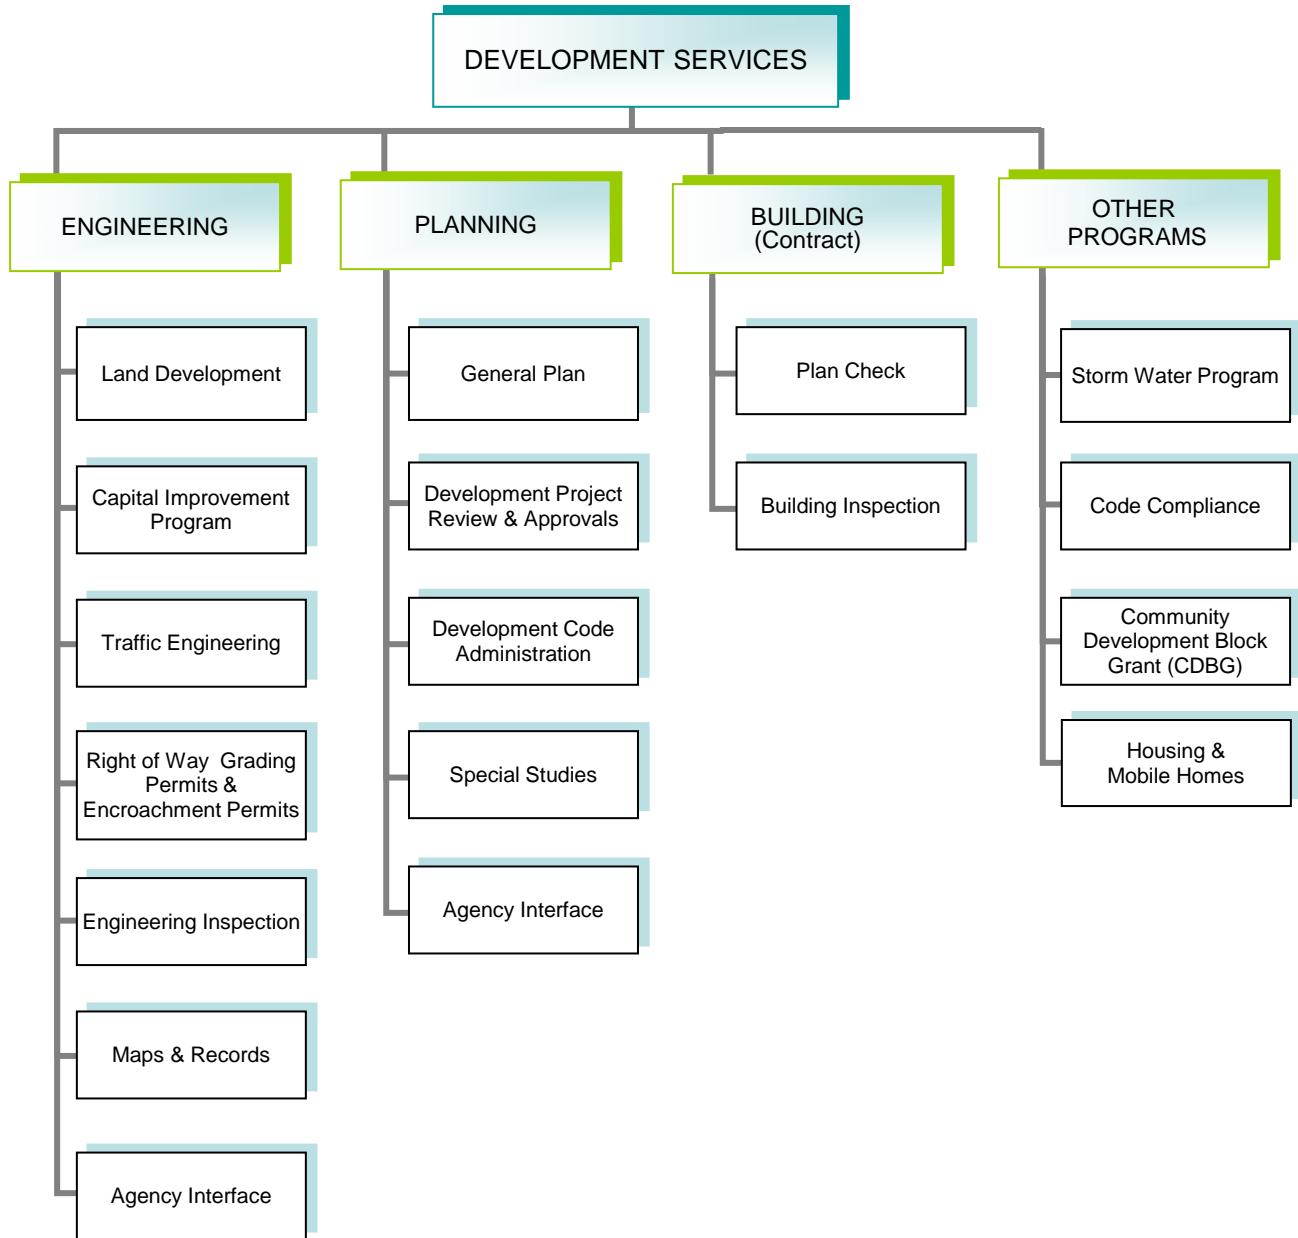 DEVELOPMENT SERVICES
ENGINEERING
Land Development
Capital Improvement
Program
Traffic Engineering
Right of Way  Grading
Permits &
Encroachment Permits
Engineering Inspection
Maps & Records
Agency Interface
PLANNING
General Plan
Development Project
Review & Approvals
Development Code
Administration
Special Studies
Agency Interface
BUILDING
(Contract)
Plan Check
Building Inspection
OTHER
PROGRAMS
Storm Water Program
Code Compliance
Community
Development Block
Grant (CDBG)
Housing &
Mobile Homes